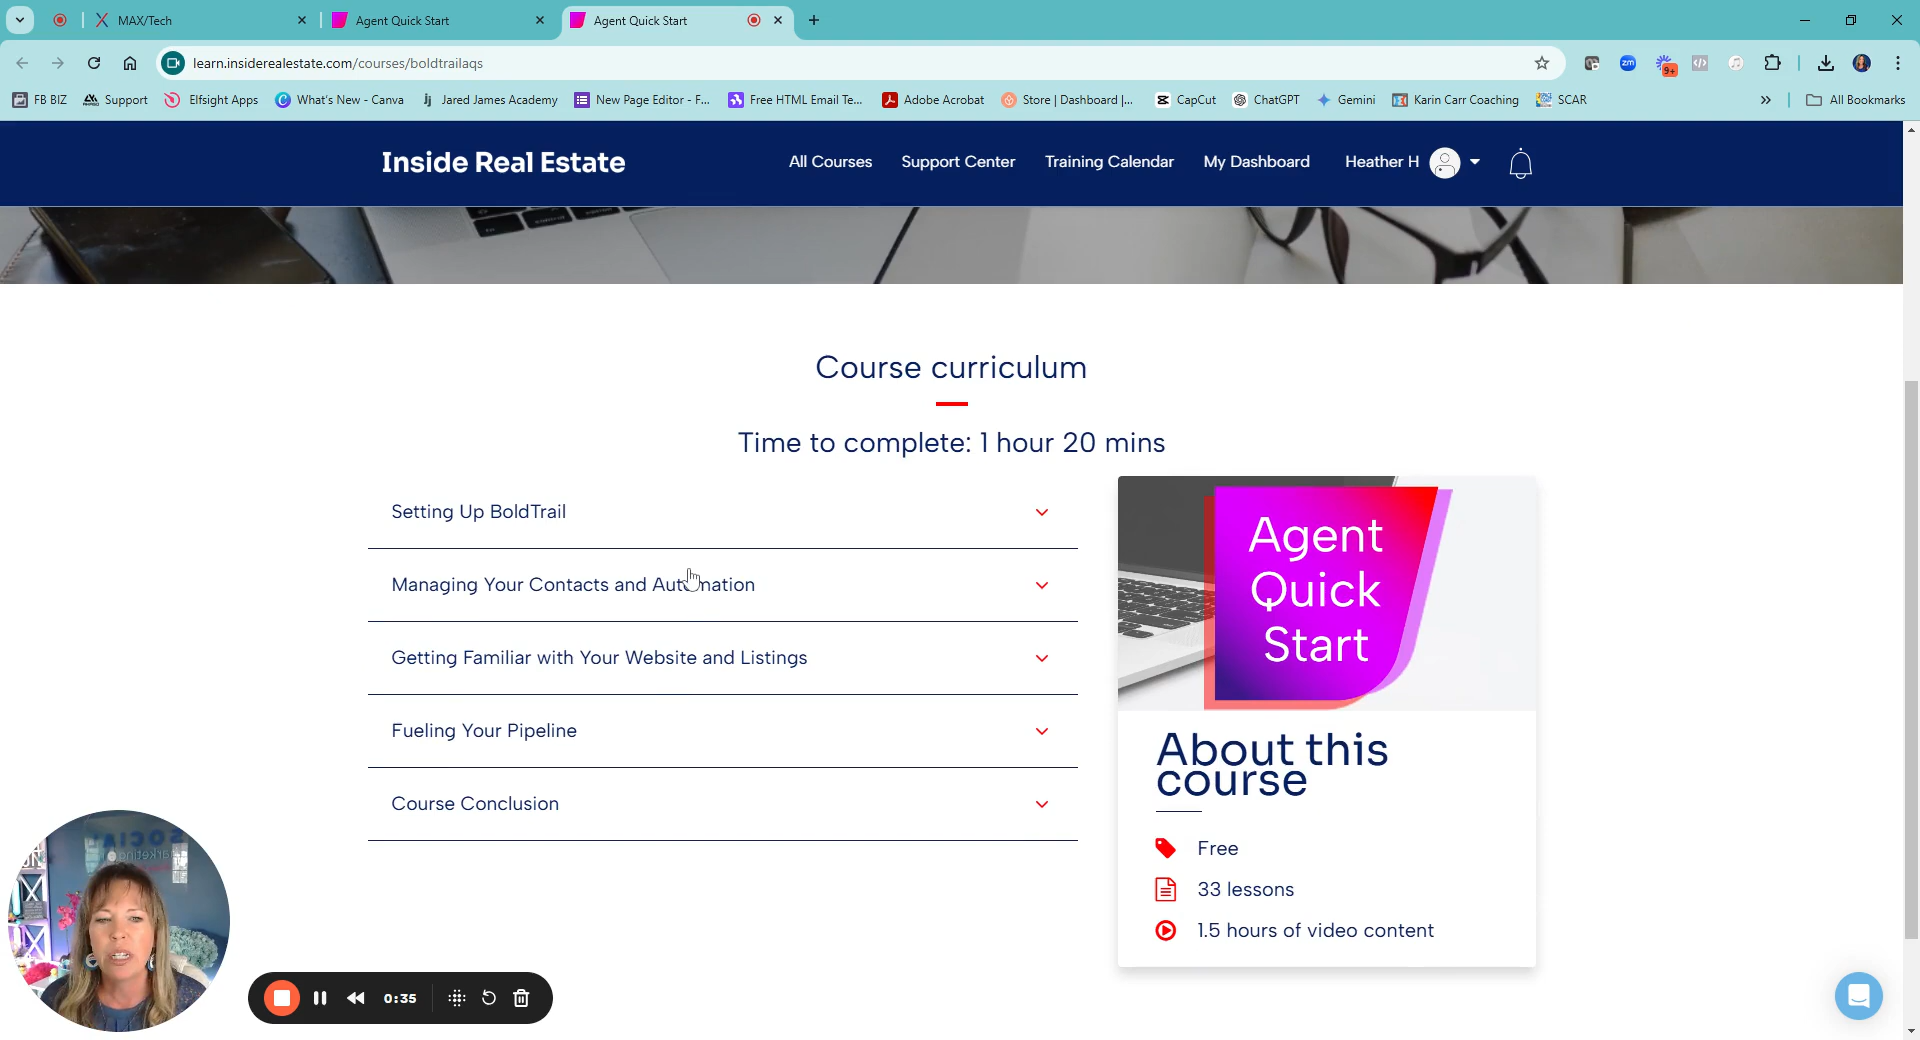 MAX/Tech
Agent Quick Start
Agent Quick Start
learn.insiderealestate.com/courses/boldtrailaqs
FB BIZ
Support
Elfsight Apps
What's New - Canva
Jared James Academy
New Page Editor - F...
Free HTML Email Te...
Adobe Acrobat
Store | Dashboard |...
CapCut
ChatGPT
Gemini
Karin Carr Coaching
SCAR
All Bookmarks
zm
9+
Inside Real Estate
All Courses
Support Center
Training Calendar
My Dashboard
Heather H
Course curriculum
Time to complete: 1 hour 20 mins
Setting Up BoldTrail
Managing Your Contacts and Automation
Getting Familiar with Your Website and Listings
Fueling Your Pipeline
Course Conclusion
Agent
Quick
Start
About this
course
Free
33 lessons
1.5 hours of video content
0:35